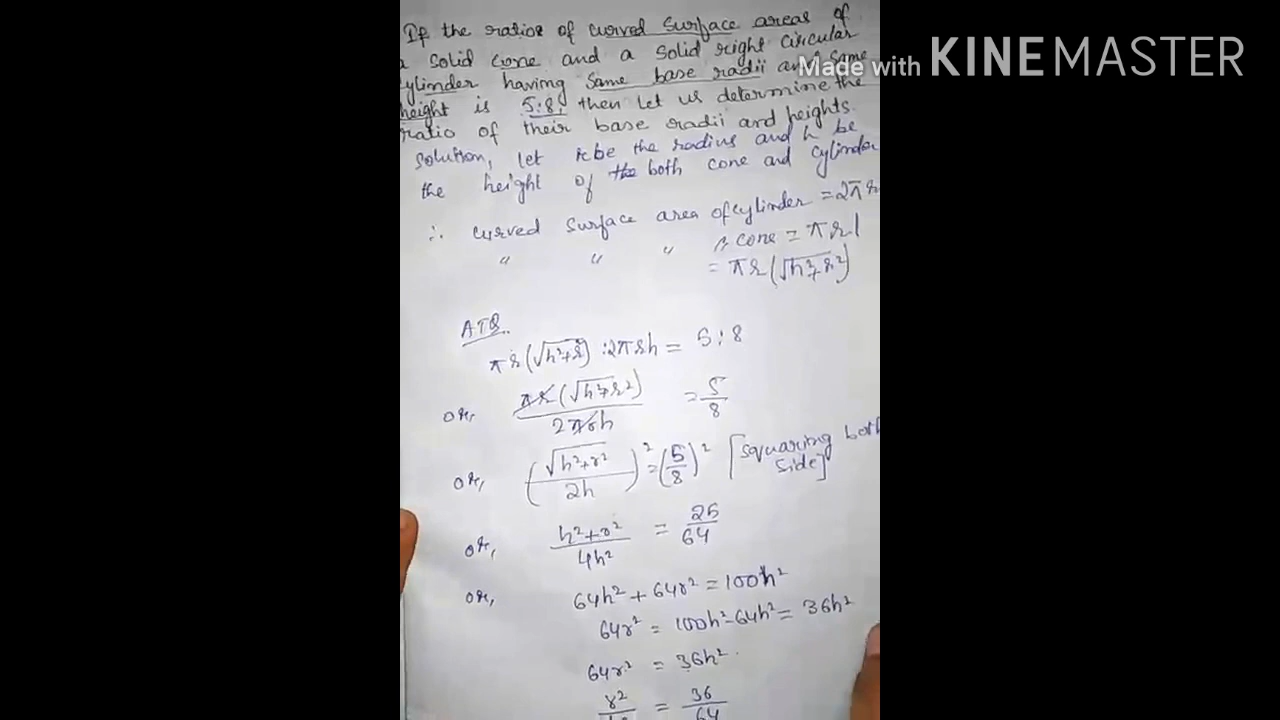 If the ratios of curved surface areas of
a solid cone and a solid right circular
cylinder having same base radii and same
height is 5:8, then let us determine the
ratio of their base radii and heights.
solution, let r be the radius and h be
the height of the both cone and cylinder
∴ curved surface area of cylinder = 2πr
" " " " cone = πrl
= πr(√h²+r²)
ATQ..
πr(√h²+r²) : 2πrh = 5:8
or, πr(√h²+r²)/2πrh = 5/8
or, (√h²+r²/2h)² = (5/8)² [squaring both side]
or, h²+r²/4h² = 25/64
or, 64h² + 64r² = 100h²
64r² = 100h² - 64h² = 36h²
64r² = 36h²
r² = 36/64
Made with KINEMASTER